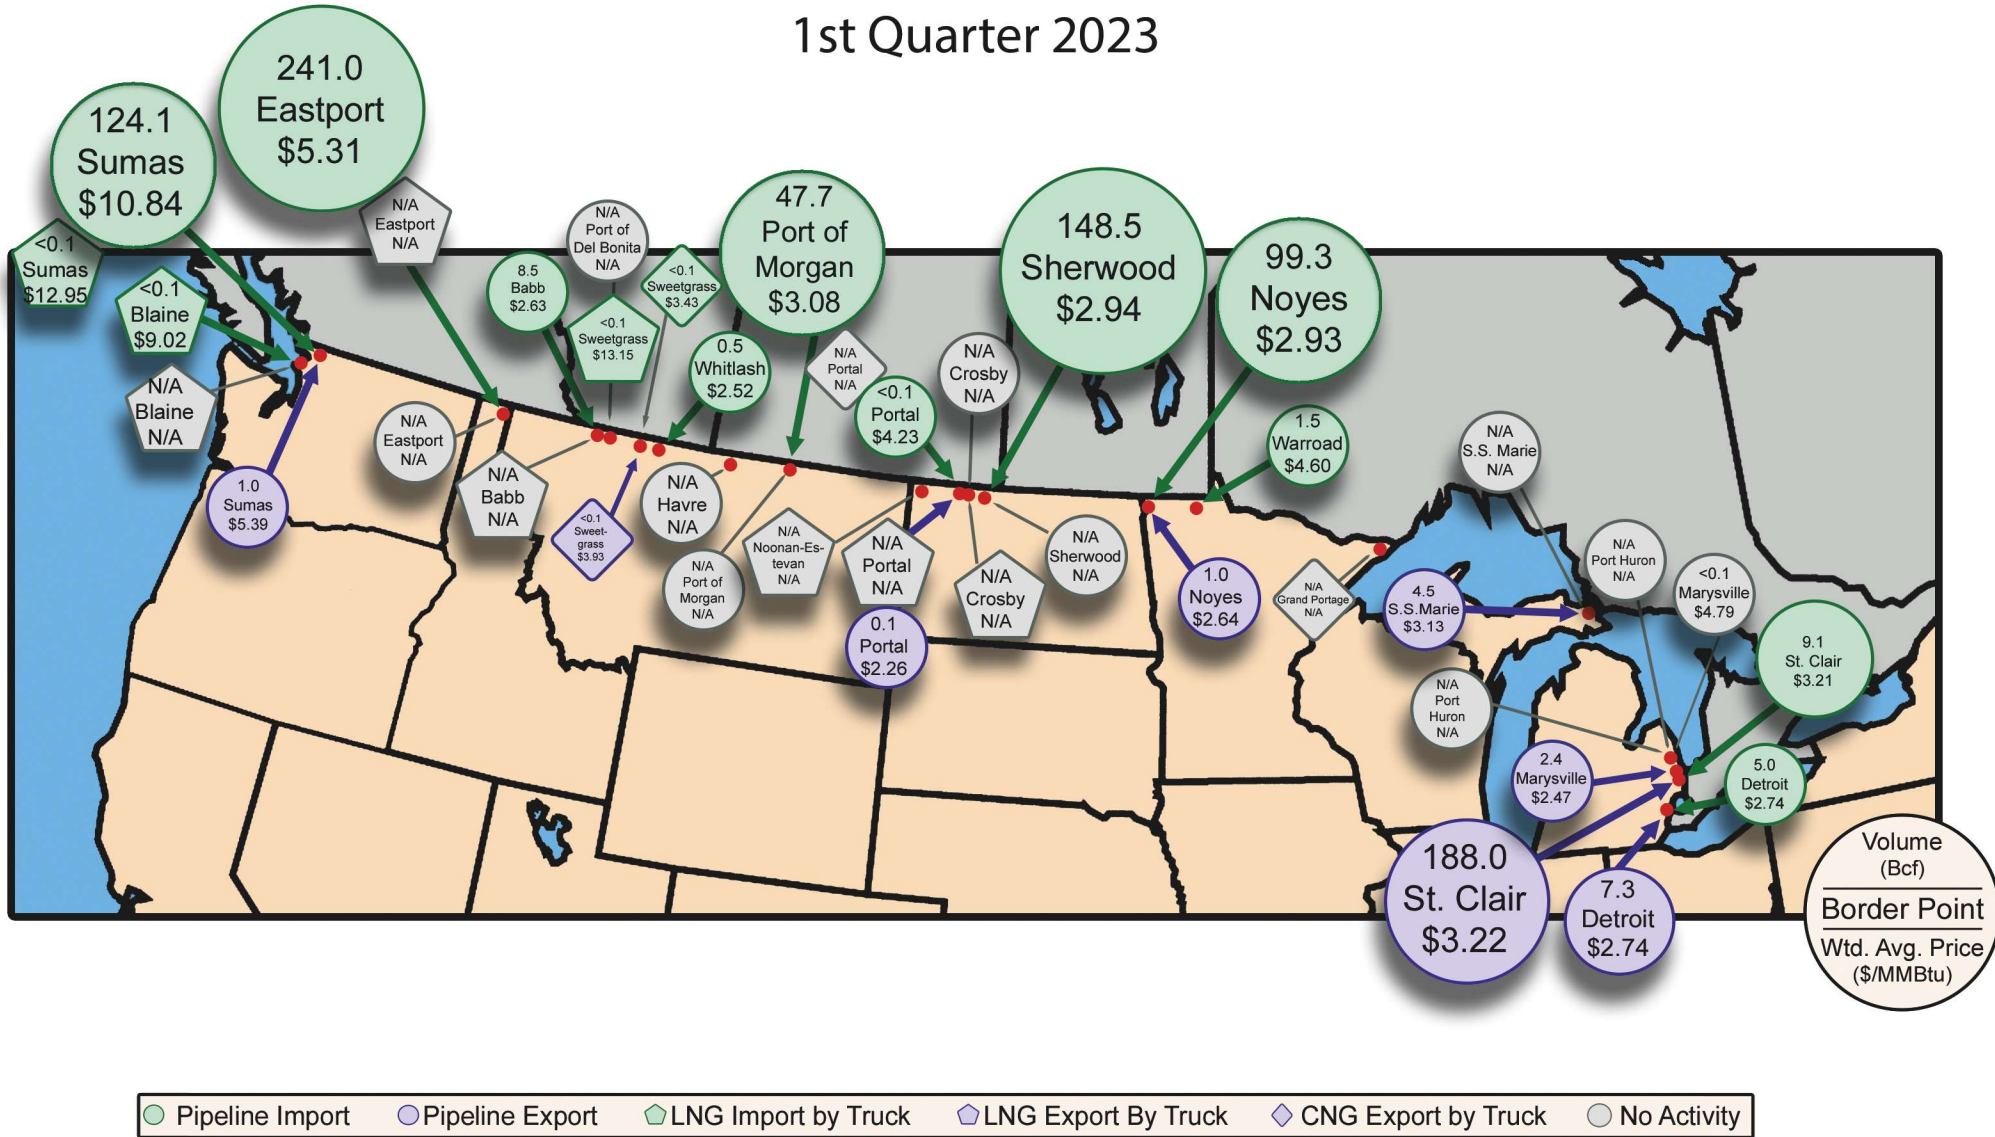 1st Quarter 2023
241.0
Eastport
$5.31
124.1
Sumas
$10.84
<0.1
Sumas
$12.95
<0.1
Blaine
$9.02
N/A
Blaine
N/A
1.0
Sumas
$5.39
N/A
Eastport
N/A
N/A
Eastport
N/A
8.5
Babb
$2.63
N/A
Babb
N/A
N/A
Port of
Del Bonita
N/A
<0.1
Sweetgrass
$13.15
<0.1
Sweetgrass
$3.43
<0.1
Sweet-
grass
$3.93
0.5
Whitlash
$2.52
N/A
Havre
N/A
47.7
Port of
Morgan
$3.08
N/A
Port of
Morgan
N/A
N/A
Portal
N/A
<0.1
Portal
$4.23
N/A
Noonan-Es-
tevan
N/A
N/A
Portal
N/A
0.1
Portal
$2.26
N/A
Crosby
N/A
N/A
Crosby
N/A
148.5
Sherwood
$2.94
N/A
Sherwood
N/A
99.3
Noyes
$2.93
1.0
Noyes
$2.64
1.5
Warroad
$4.60
N/A
Grand Portage
N/A
N/A
S.S. Marie
N/A
4.5
S.S.Marie
$3.13
N/A
Port Huron
N/A
N/A
Port
Huron
N/A
<0.1
Marysville
$4.79
2.4
Marysville
$2.47
9.1
St. Clair
$3.21
188.0
St. Clair
$3.22
5.0
Detroit
$2.74
7.3
Detroit
$2.74
Volume
(Bcf)
Border Point
Wtd. Avg. Price
($/MMBtu)
Pipeline Import
Pipeline Export
LNG Import by Truck
LNG Export By Truck
CNG Export by Truck
No Activity